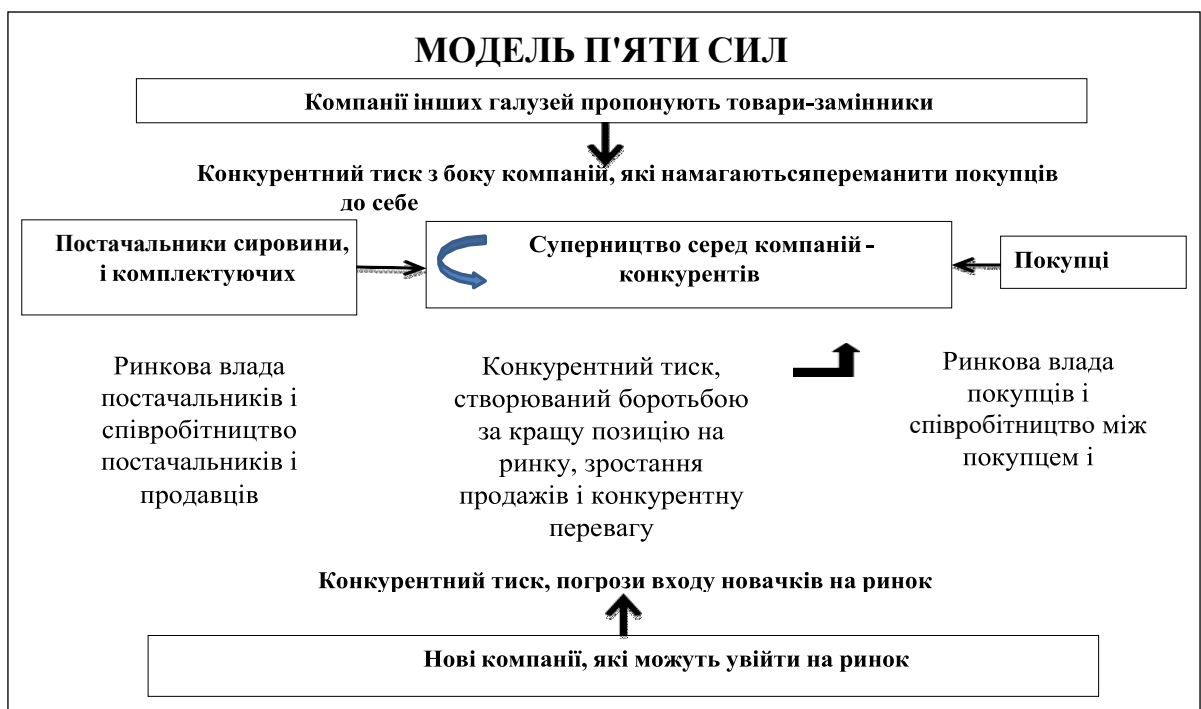 МОДЕЛЬ П'ЯТИ СИЛ
Компанії інших галузей пропонують товари-замінники
Конкурентний тиск з боку компаній, які намагаютьсяпереманити покупців
до себе
Постачальники сировини,
і комплектуючих
Суперництво серед компаній -
конкурентів
Покупці
Ринкова влада
постачальників і
співробітництво
постачальників і
продавців
Конкурентний тиск,
створюваний боротьбою
за кращу позицію на
ринку, зростання
продажів і конкурентну
перевагу
Ринкова влада
покупців і
співробітництво між
покупцем і
Конкурентний тиск, погрози входу новачків на ринок
Нові компанії, які можуть увійти на ринок